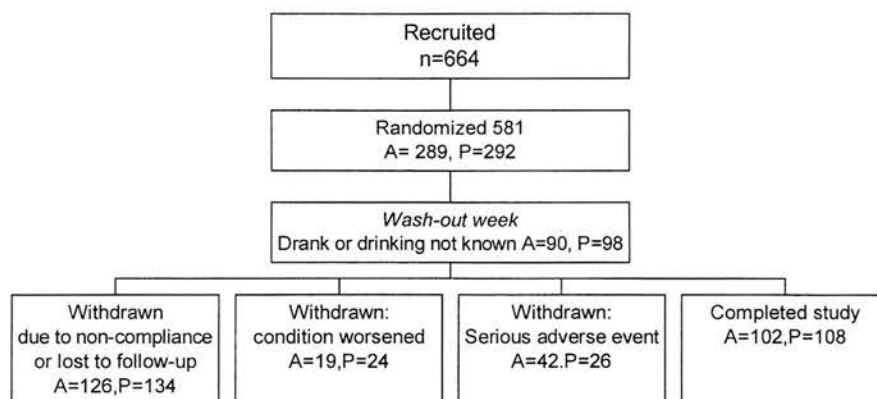 Recruited
n=664
Randomized 581
A= 289, P=292
Wash-out week
Drank or drinking not known A=90, P=98
Withdrawn
due to non-compliance
or lost to follow-up
A=126,P=134
Withdrawn:
condition worsened
A=19,P=24
Withdrawn:
Serious adverse event
A=42.P=26
Completed study
A=102,P=108